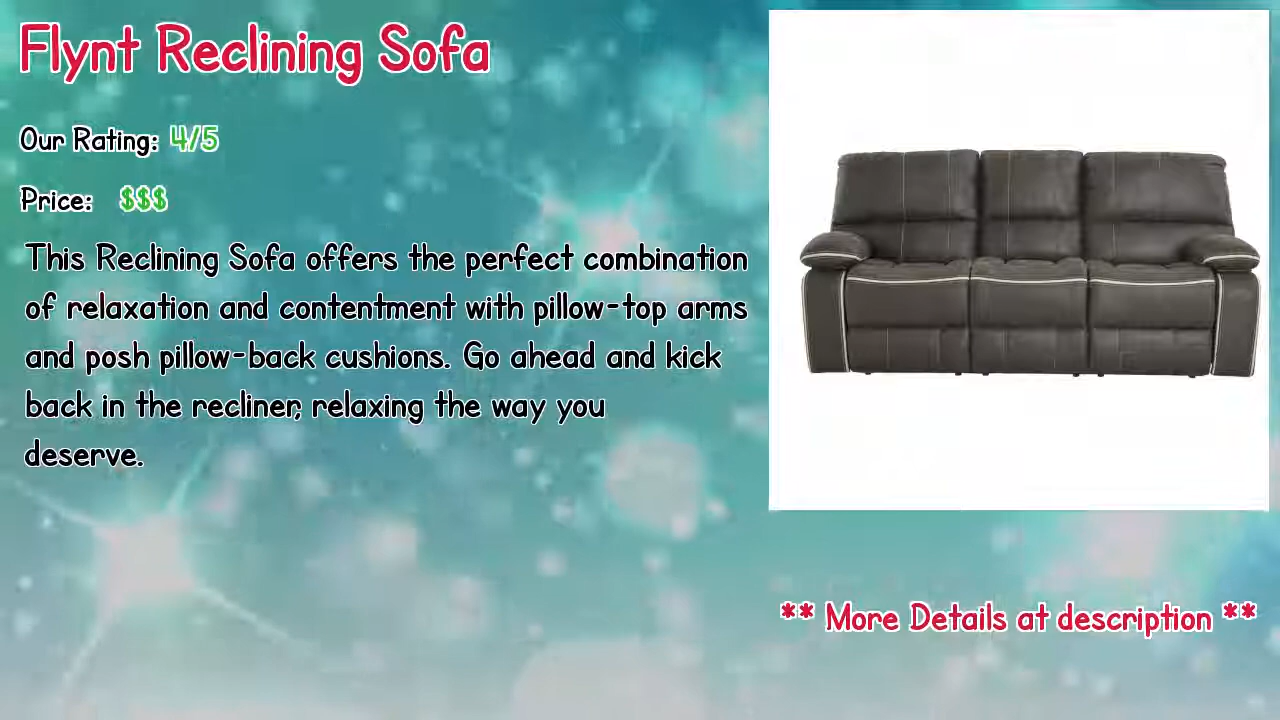 Flynt Reclining Sofa
Our Rating: 4/5
Price: $$$
This Reclining Sofa offers the perfect combination
of relaxation and contentment with pillow-top arms
and posh pillow-back cushions. Go ahead and kick
back in the recliner, relaxing the way you
deserve.
** More Details at description **